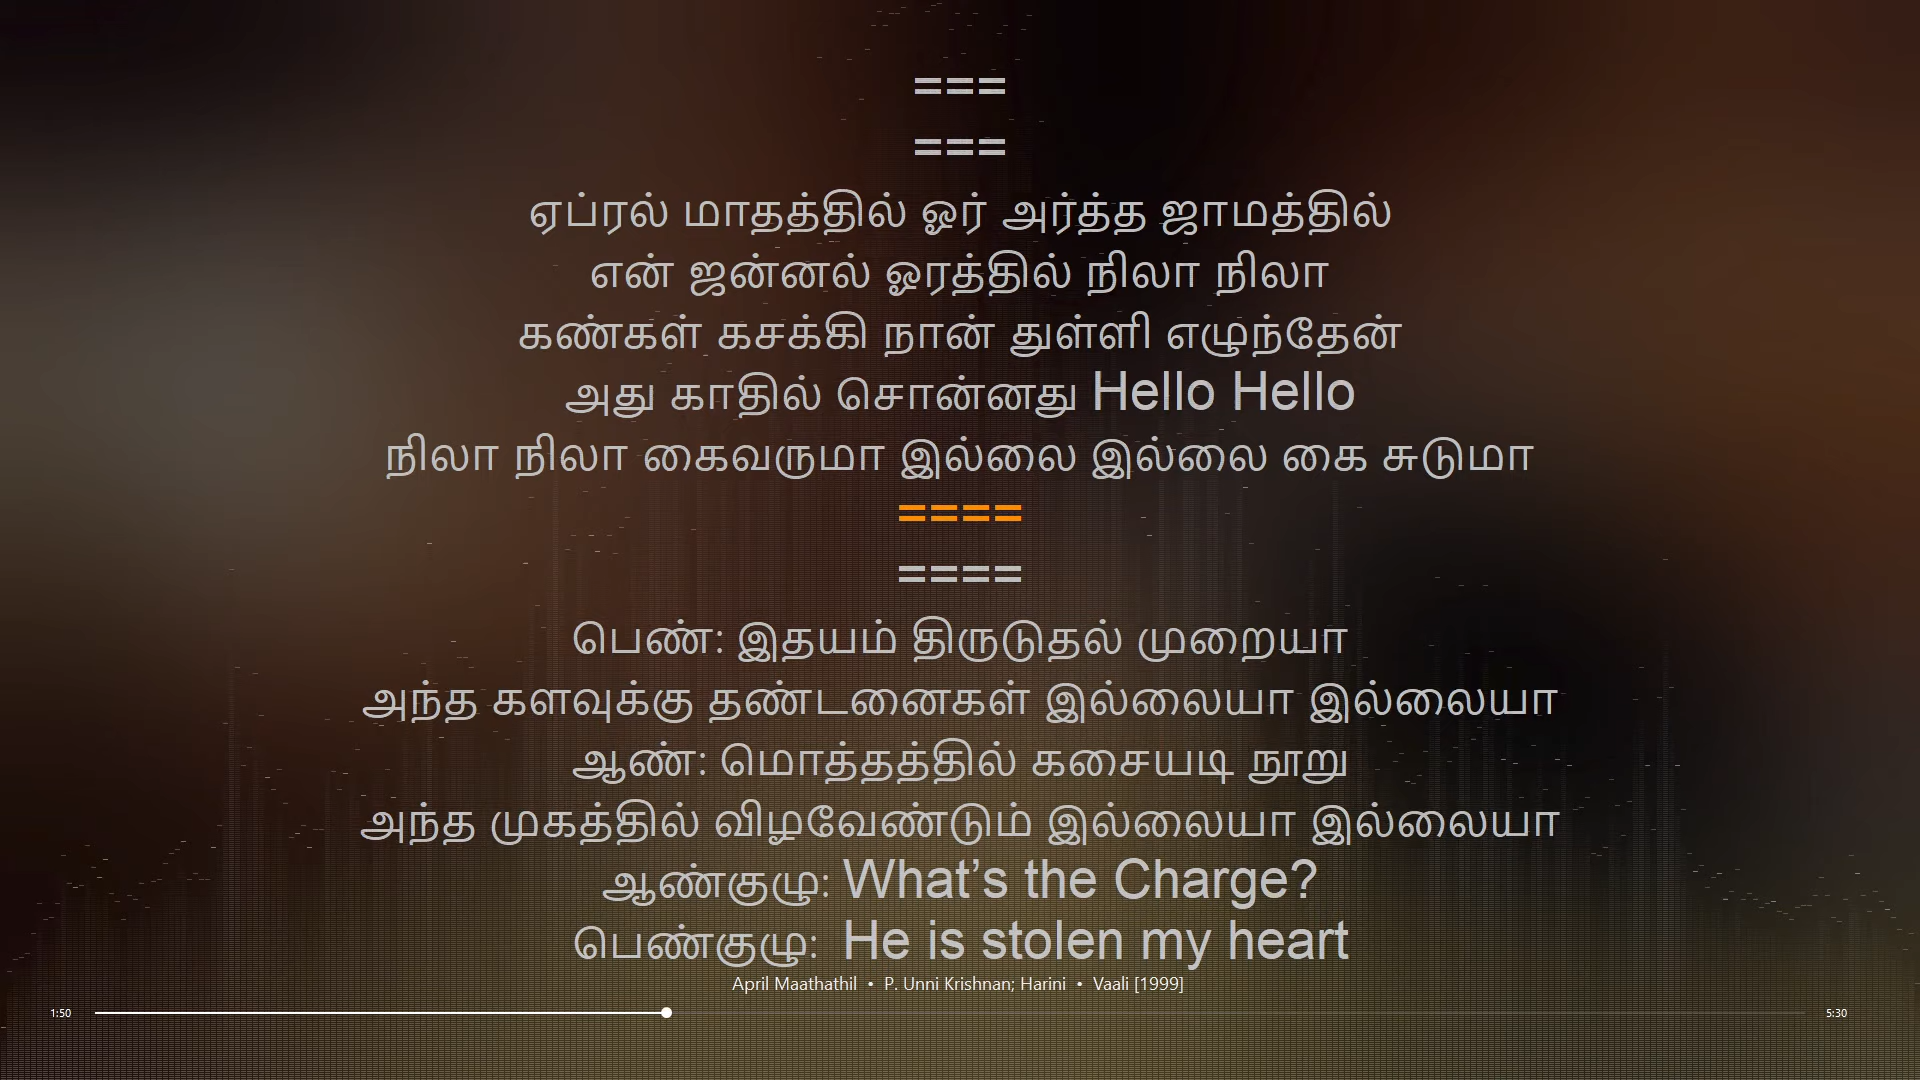 ===
===
ஏப்ரல் மாதத்தில் ஓர் அர்த்த ஜாமத்தில்
என் ஜன்னல் ஓரத்தில் நிலா நிலா
கண்கள் கசக்கி நான் துள்ளி எழுந்தேன்
அது காதில் சொன்னது Hello Hello
நிலா நிலா கைவருமா இல்லை இல்லை கை சுடுமா
====
====
பெண்: இதயம் திருடுதல் முறையா
அந்த களவுக்கு தண்டனைகள் இல்லையா இல்லையா
ஆண்: மொத்தத்தில் கசையடி நூறு
அந்த முகத்தில் விழவேண்டும் இல்லையா இல்லையா
ஆண்குழு: What’s the Charge?
பெண்குழு: He is stolen my heart
April Maathathil • P. Unni Krishnan; Harini • Vaali [1999]
1:50 5:30